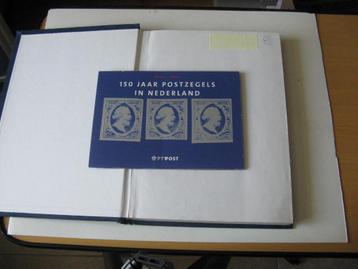 150 JAAR POSTZEGELS
IN NEDERLAND
PTT POST